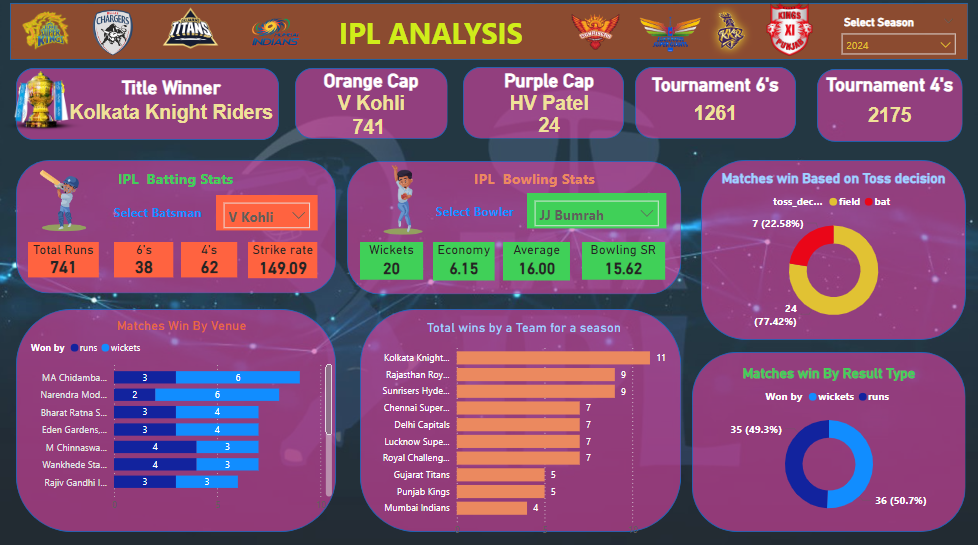 IPL ANALYSIS
Select Season
2024
CHARGERS
TITANS
INDIANS
KKR
KINGS
XI
PUNJAB
Title Winner
Kolkata Knight Riders
Orange Cap
V Kohli
741
Purple Cap
HV Patel
24
Tournament 6's
1261
Tournament 4's
2175
IPL Batting Stats
Select Batsman
V Kohli
Total Runs
741
6's
38
4's
62
Strike rate
149.09
IPL Bowling Stats
Select Bowler
JJ Bumrah
Wickets
20
Economy
6.15
Average
16.00
Bowling SR
15.62
Matches win Based on Toss decision
toss_dec... field bat
7 (22.58%)
24
(77.42%)
Matches Win By Venue
Won by runs wickets
MA Chidamba... 3 6
Narendra Mod... 2 6
Bharat Ratna S... 3 4
Eden Gardens,... 3 4
M Chinnaswa... 4 3
Wankhede Sta... 4 3
Rajiv Gandhi I... 3 3
Total wins by a Team for a season
Kolkata Knight... 11
Rajasthan Roy... 9
Sunrisers Hyde... 9
Chennai Super... 7
Delhi Capitals 7
Lucknow Supe... 7
Royal Challeng... 7
Gujarat Titans 5
Punjab Kings 5
Mumbai Indians 4
Matches win By Result Type
Won by wickets runs
35 (49.3%)
36 (50.7%)